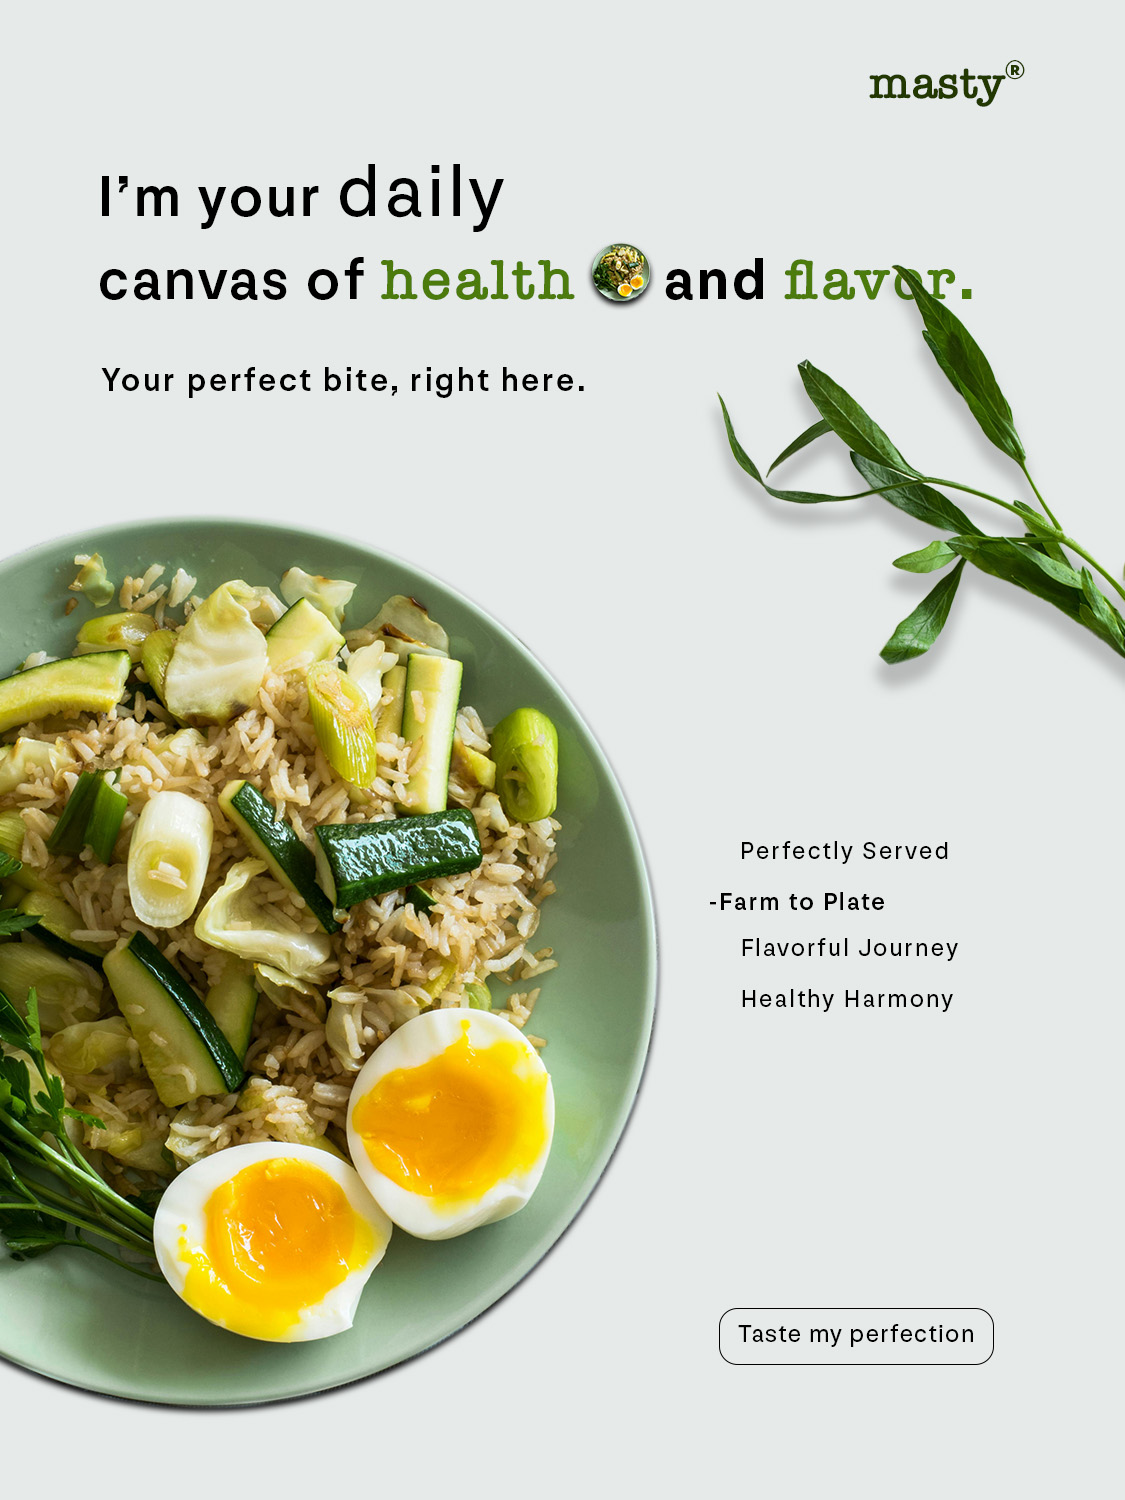 masty®
I'm your daily
canvas of health and flavor.
Your perfect bite, right here.
Perfectly Served
-Farm to Plate
Flavorful Journey
Healthy Harmony
Taste my perfection